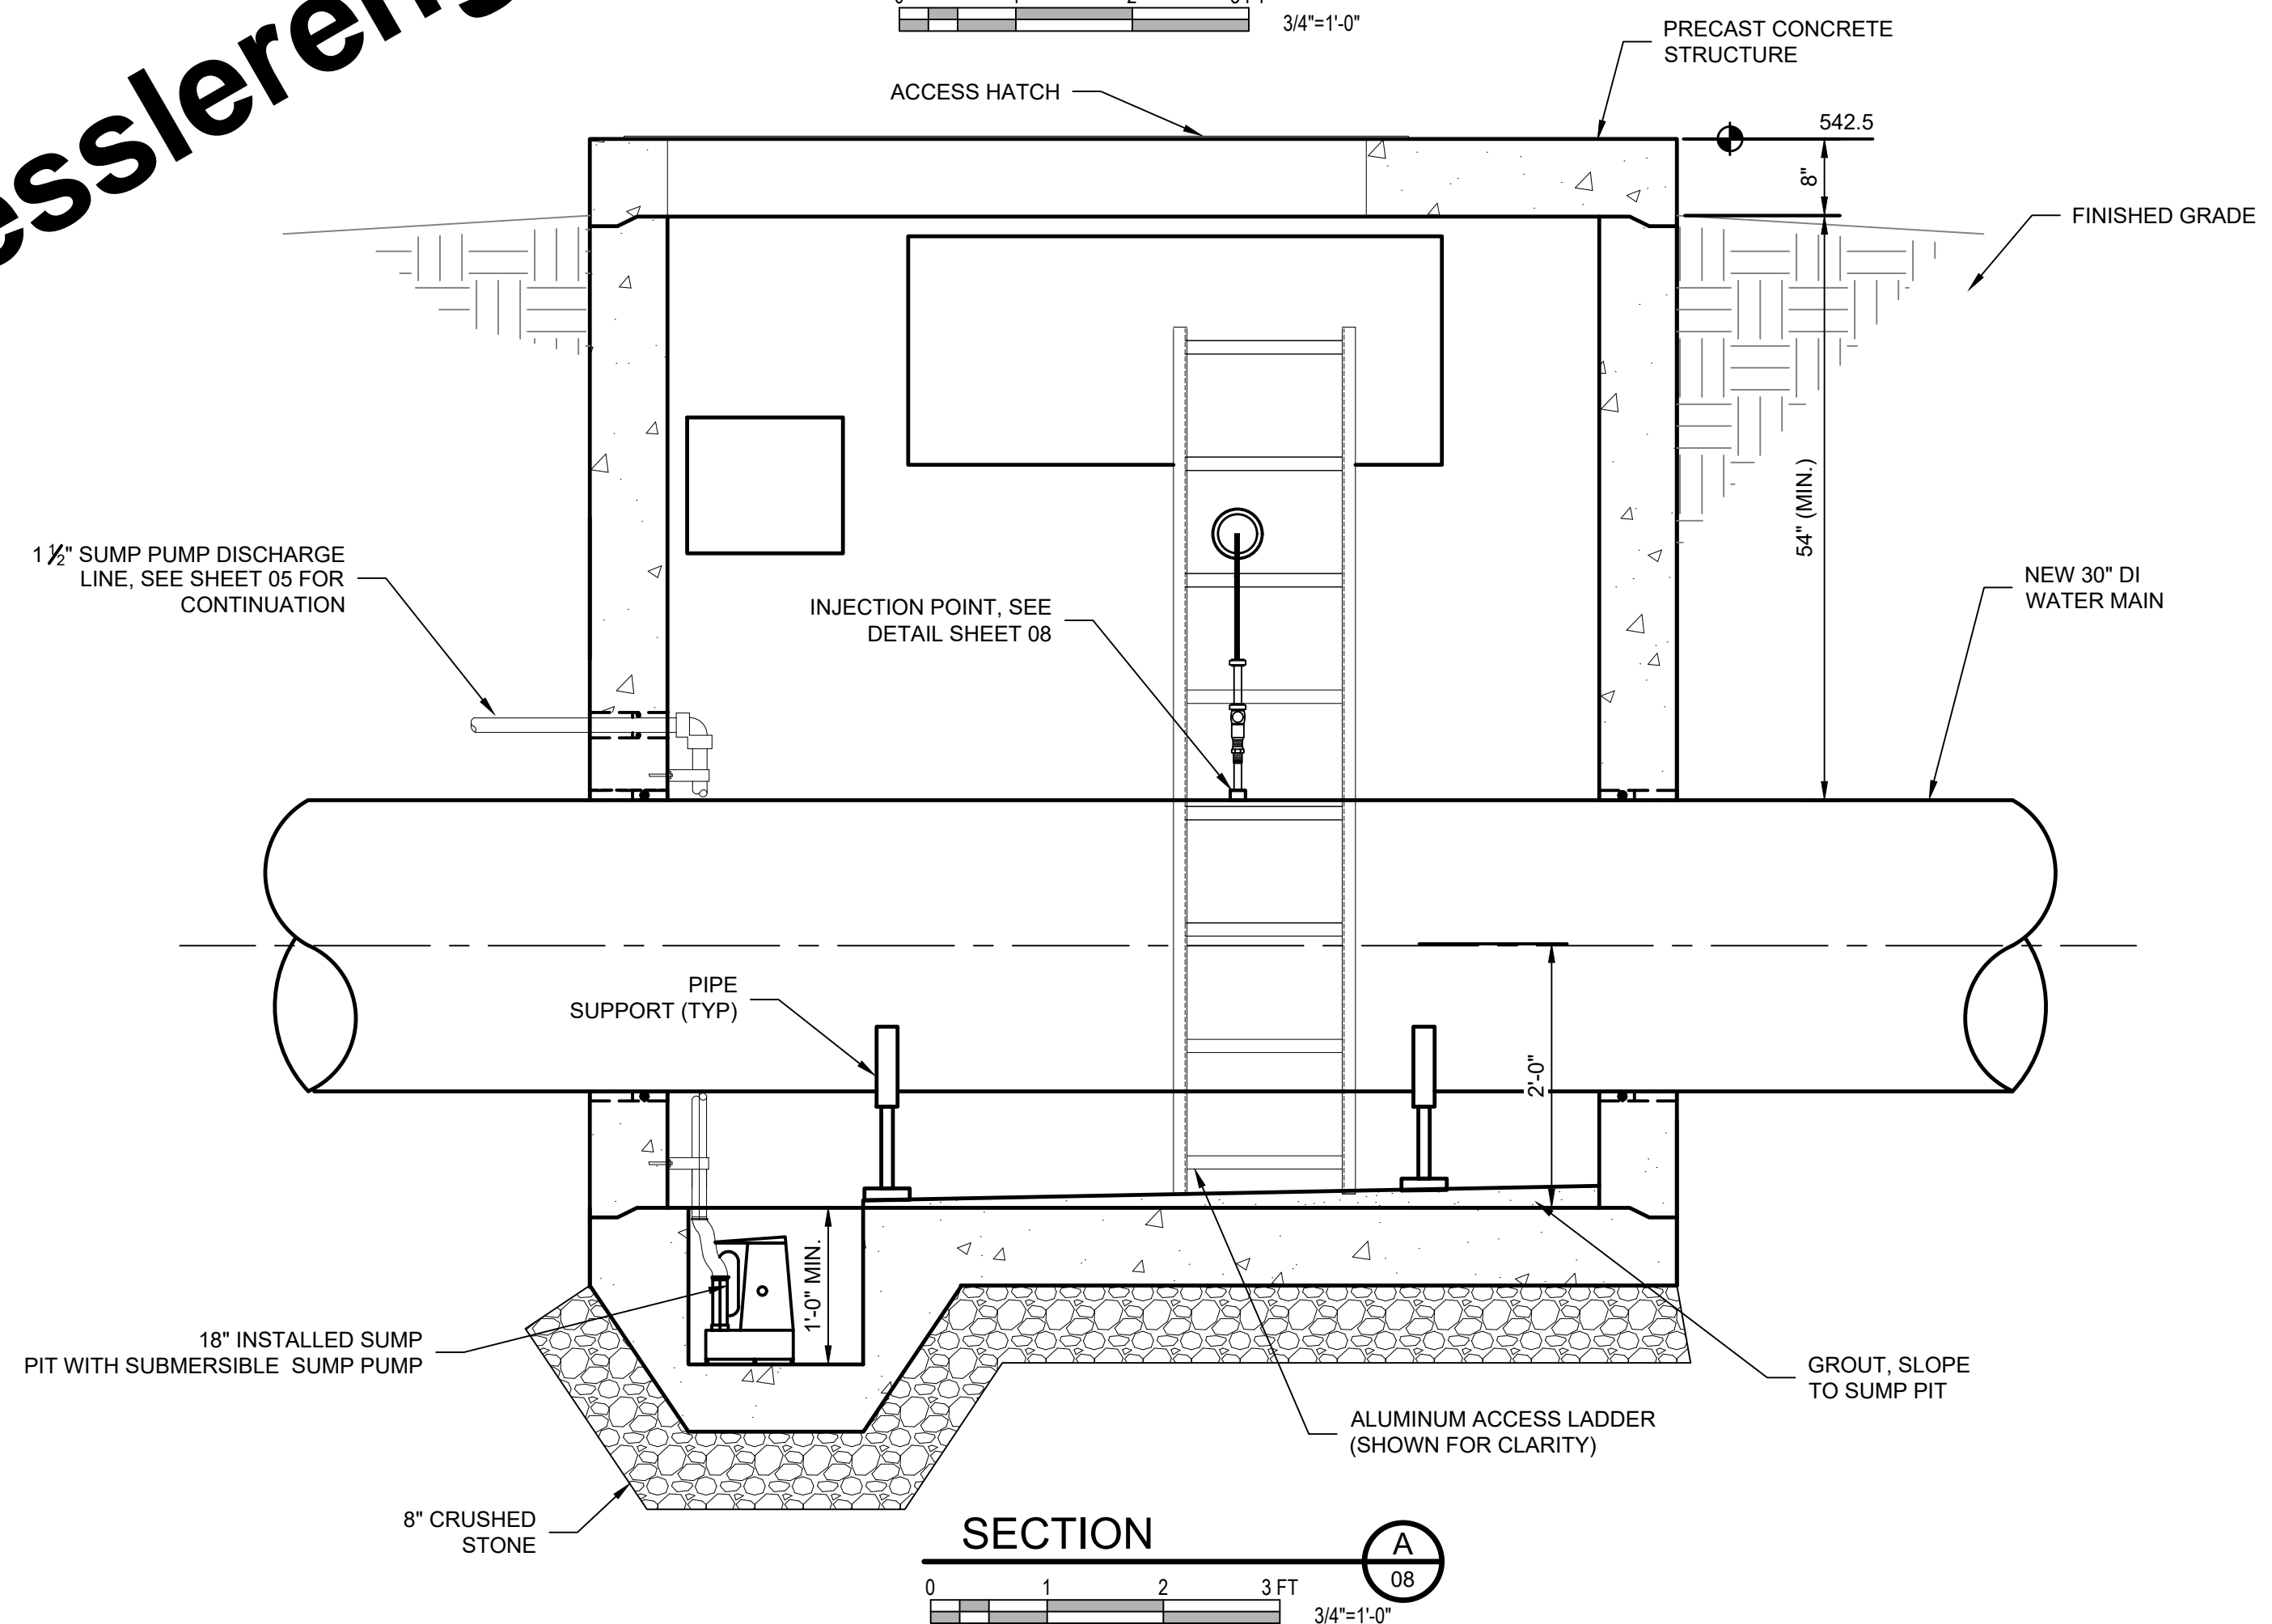 3/4"=1'-0"
PRECAST CONCRETE
STRUCTURE
ACCESS HATCH
542.5
8"
FINISHED GRADE
54" (MIN.)
1 1/2" SUMP PUMP DISCHARGE
LINE, SEE SHEET 05 FOR
CONTINUATION
INJECTION POINT, SEE
DETAIL SHEET 08
NEW 30" DI
WATER MAIN
PIPE
SUPPORT (TYP)
2'-0"
1'-0" MIN.
18" INSTALLED SUMP
PIT WITH SUBMERSIBLE SUMP PUMP
GROUT, SLOPE
TO SUMP PIT
ALUMINUM ACCESS LADDER
(SHOWN FOR CLARITY)
8" CRUSHED
STONE
SECTION
A
08
0 1 2 3 FT
3/4"=1'-0"